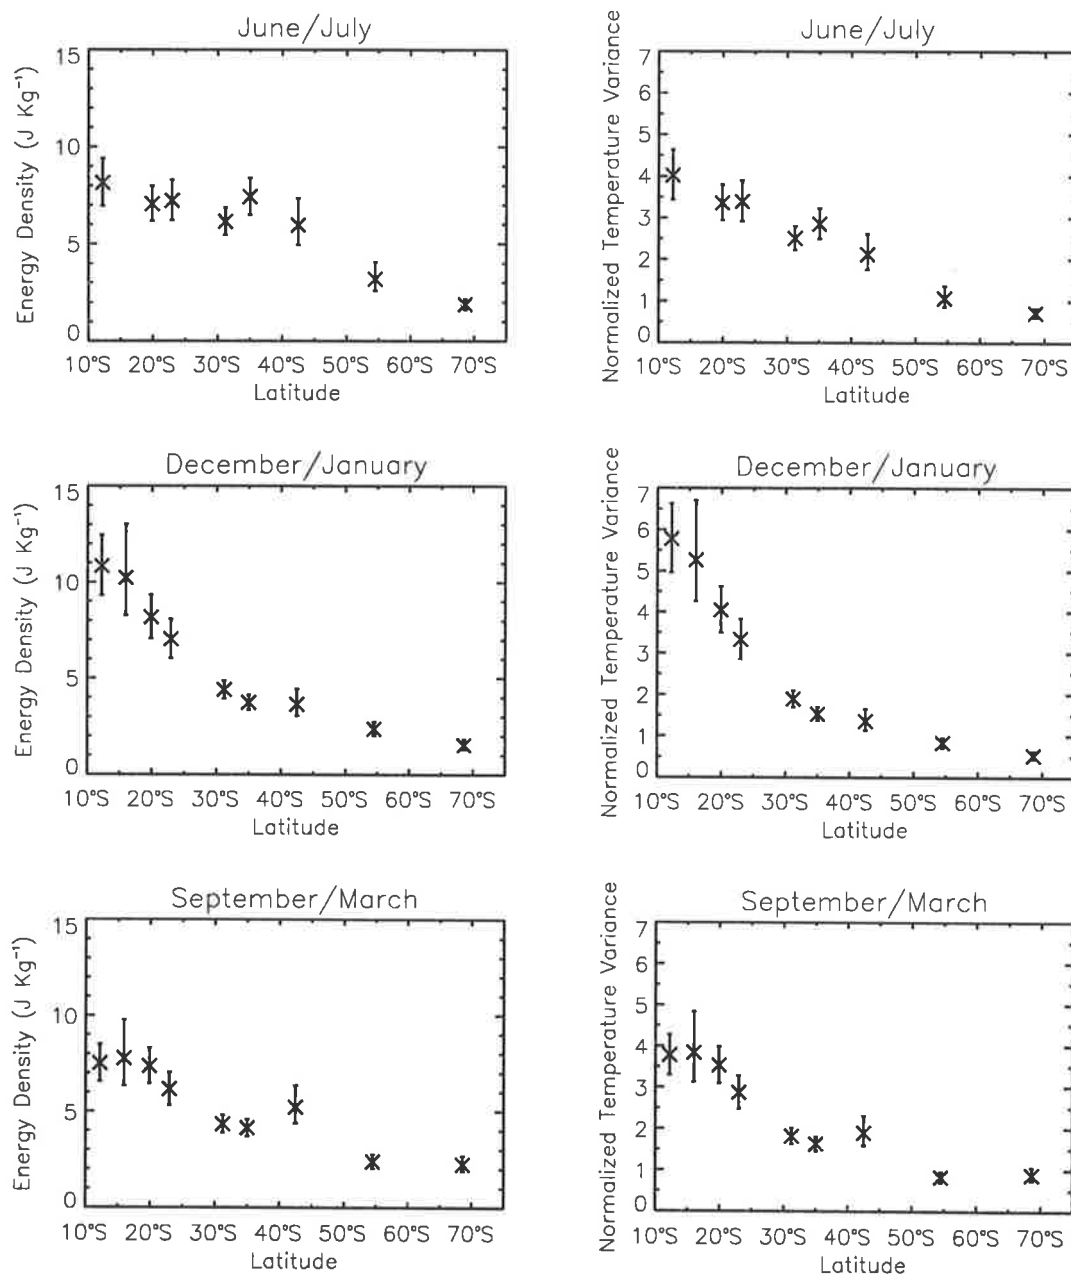 June/July
Energy Density (J Kg⁻¹)
15
10
5
0
10°S 20°S 30°S 40°S 50°S 60°S 70°S
Latitude
June/July
Normalized Temperature Variance
7
6
5
4
3
2
1
0
10°S 20°S 30°S 40°S 50°S 60°S 70°S
Latitude
December/January
Energy Density (J Kg⁻¹)
15
10
5
0
10°S 20°S 30°S 40°S 50°S 60°S 70°S
Latitude
December/January
Normalized Temperature Variance
7
6
5
4
3
2
1
0
10°S 20°S 30°S 40°S 50°S 60°S 70°S
Latitude
September/March
Energy Density (J Kg⁻¹)
15
10
5
0
10°S 20°S 30°S 40°S 50°S 60°S 70°S
Latitude
September/March
Normalized Temperature Variance
7
6
5
4
3
2
1
0
10°S 20°S 30°S 40°S 50°S 60°S 70°S
Latitude